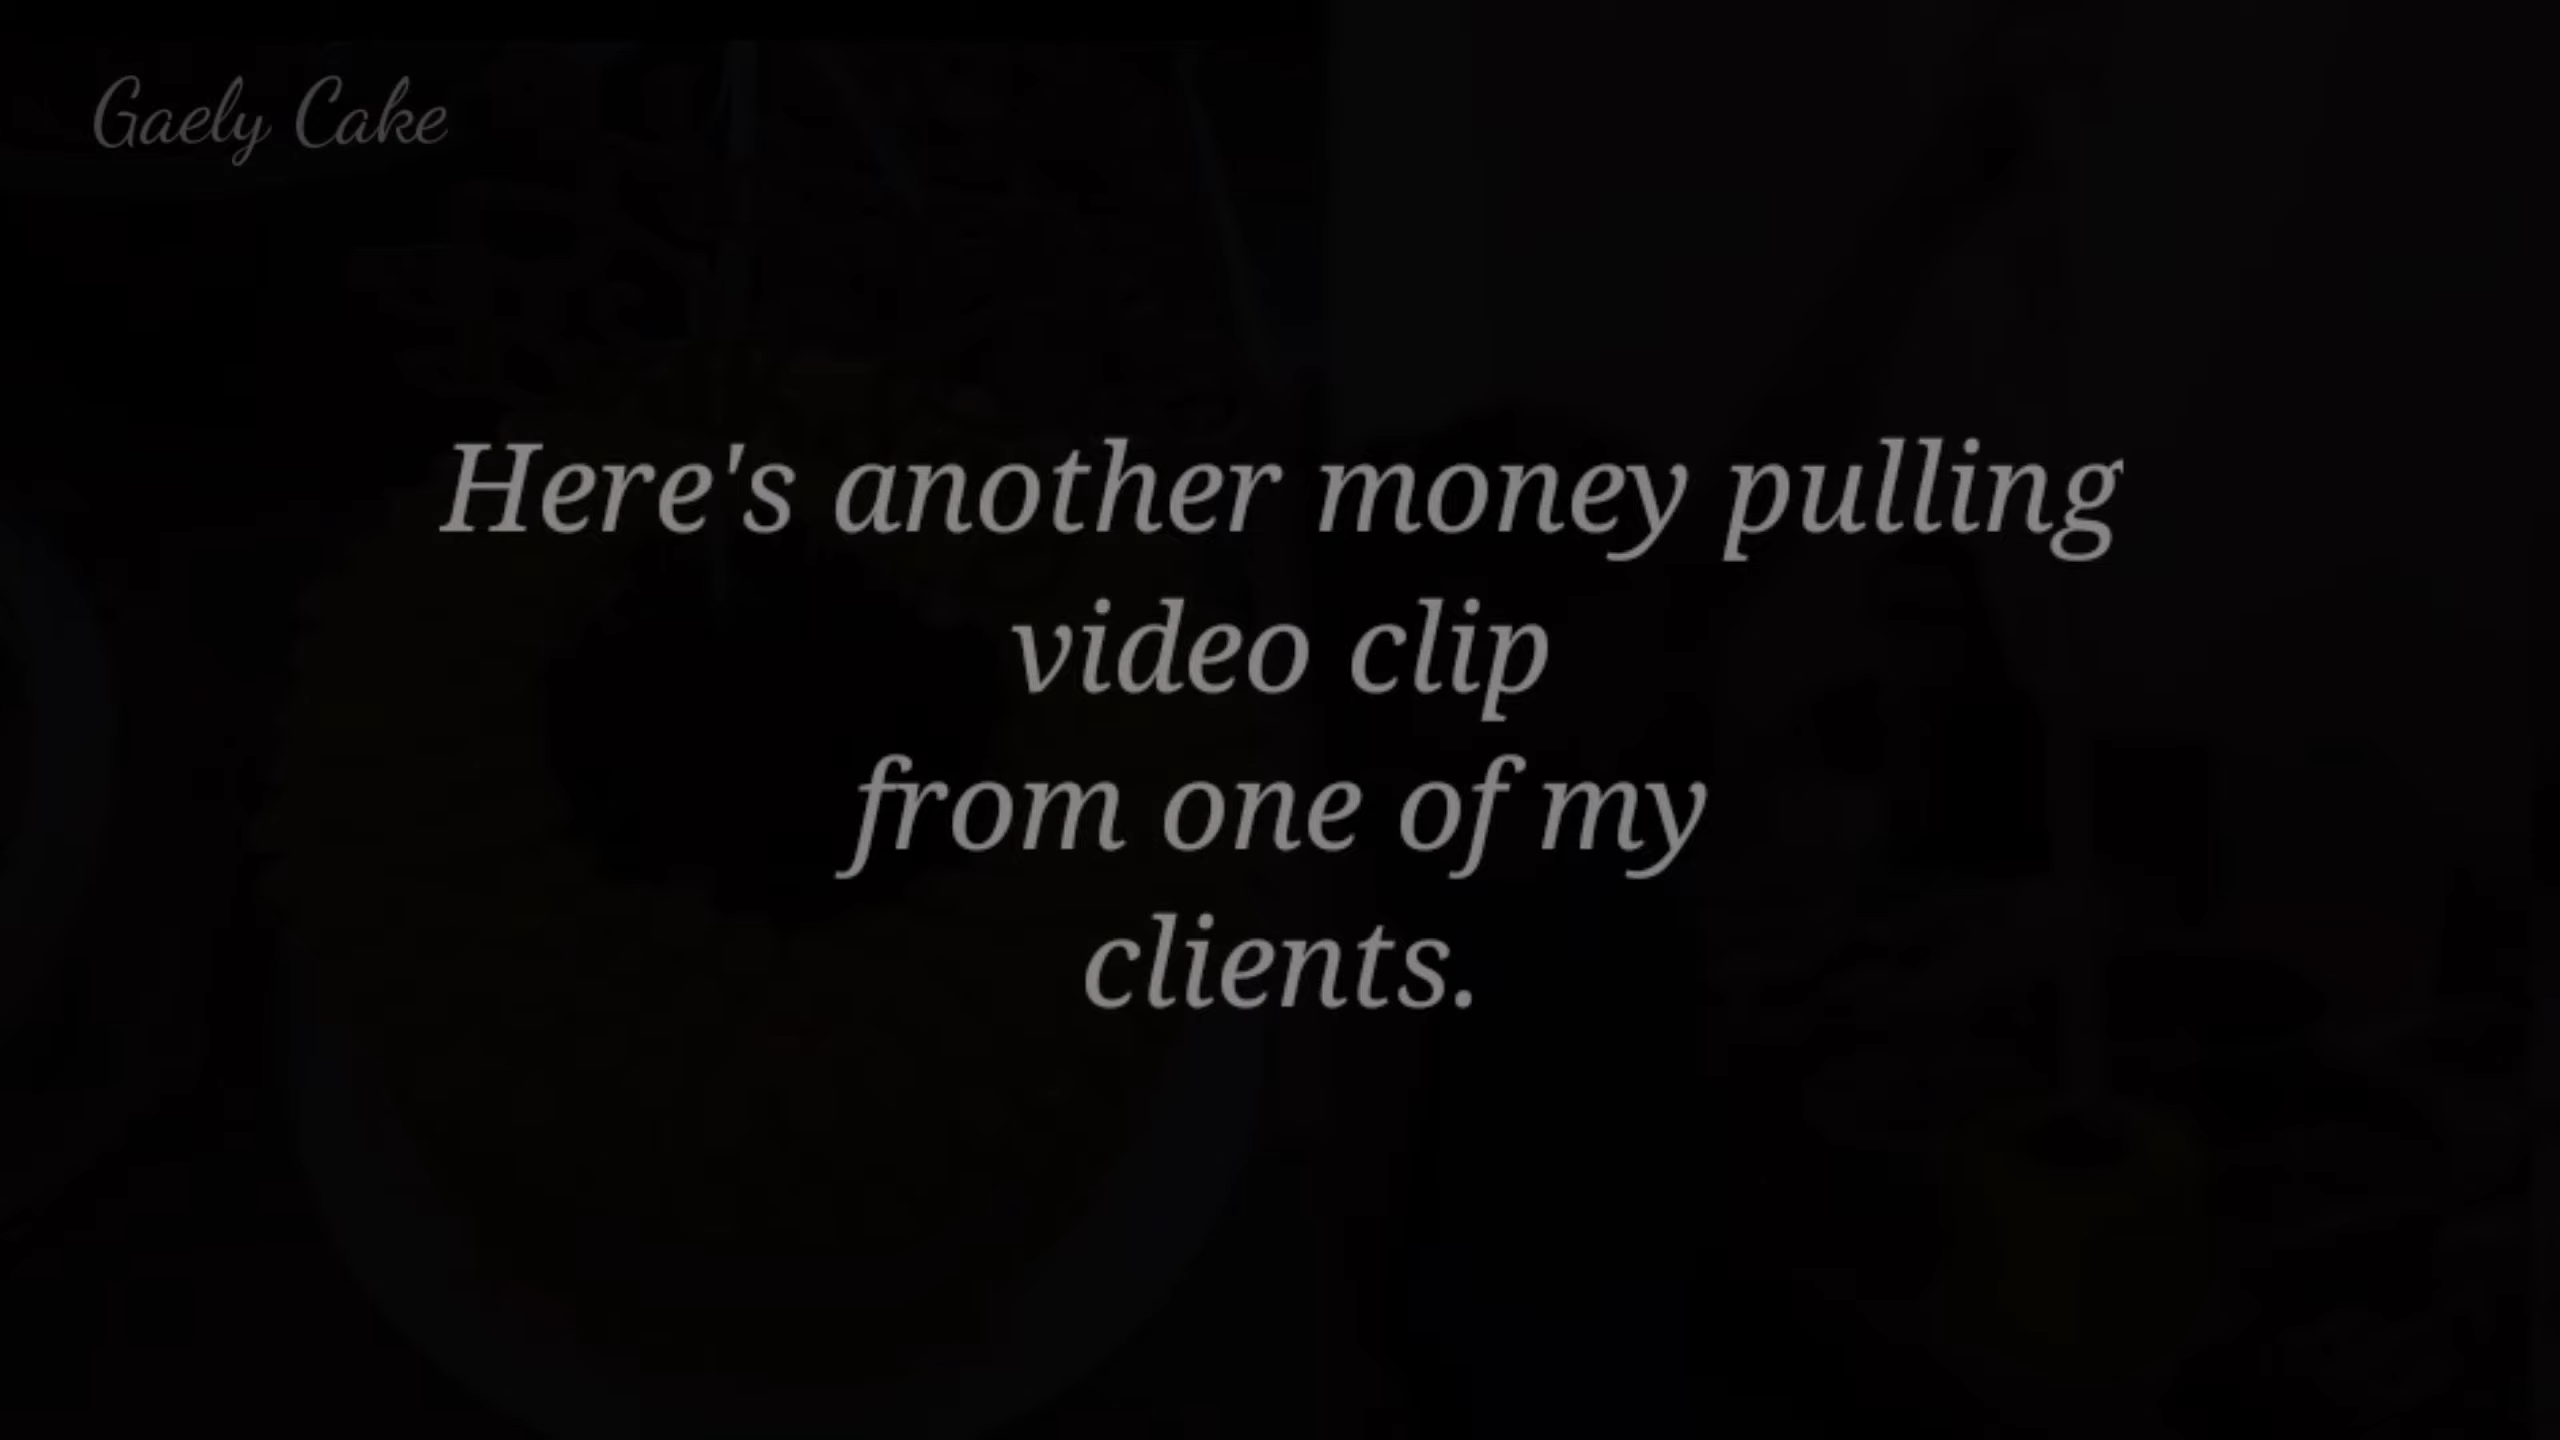 Gaely Cake
Here's another money pulling
video clip
from one of my
clients.